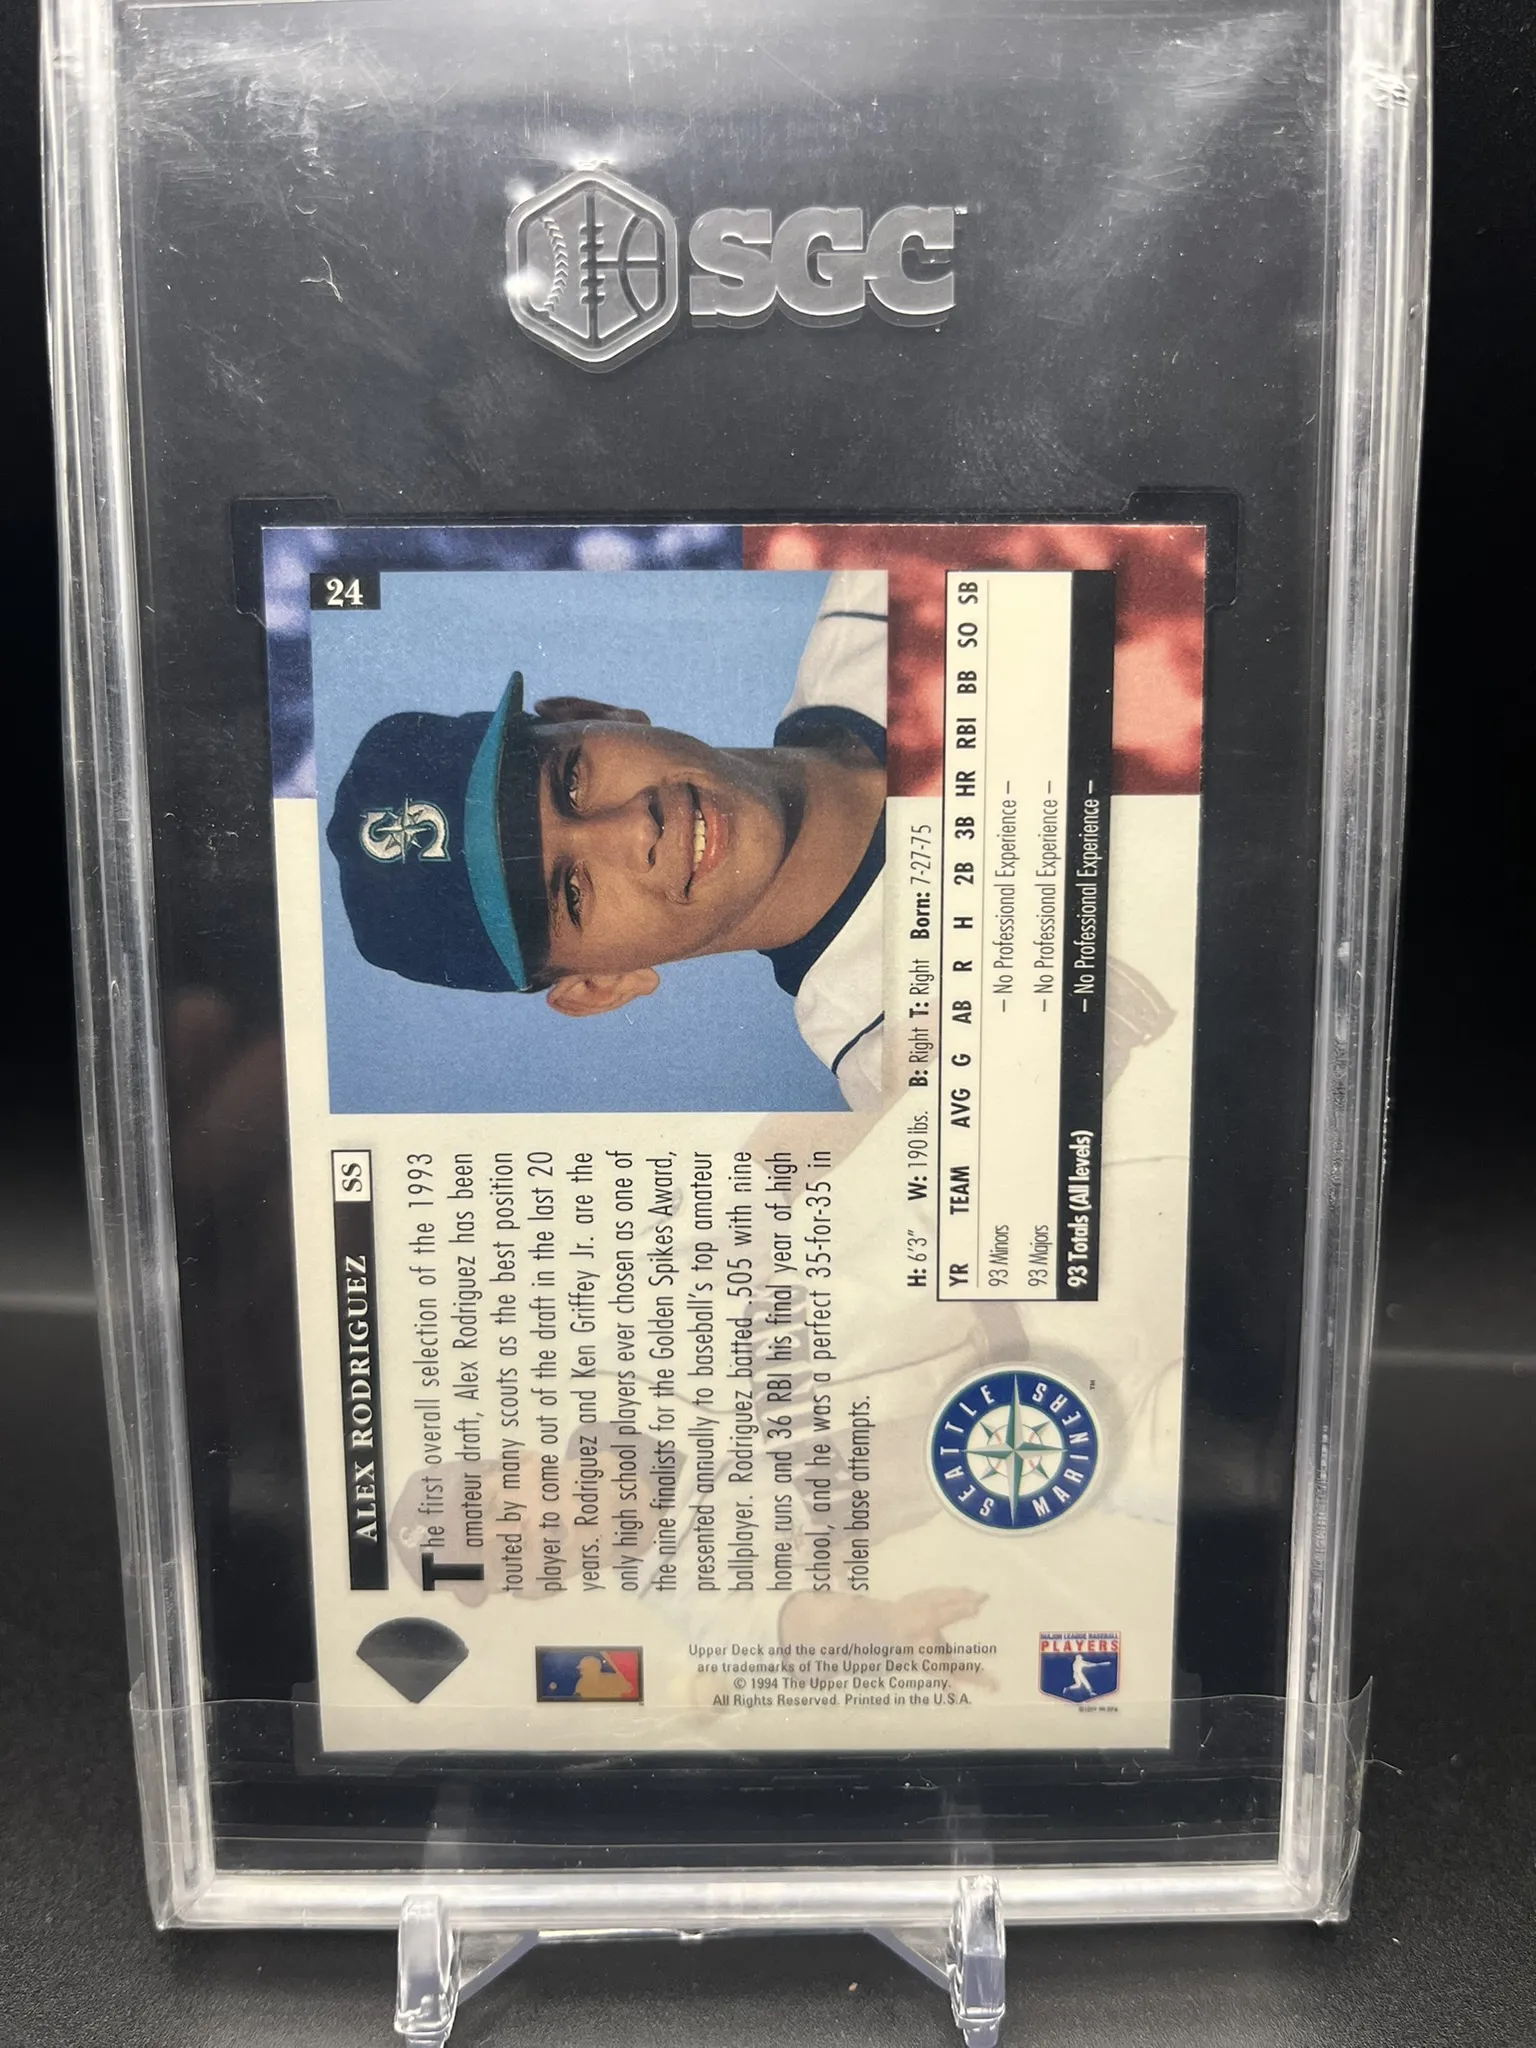 SGC
24
ALEX RODRIGUEZ SS
The first overall selection of the 1993
amateur draft, Alex Rodriguez has been
touted by many scouts as the best position
player to come out of the draft in the last 20
years. Rodriguez and Ken Griffey Jr. are the
only high school players ever chosen as one of
the nine finalists for the Golden Spikes Award,
presented annually to baseball's top amateur
ballplayer. Rodriguez batted .505 with nine
home runs and 36 RBI his final year of high
school, and he was a perfect 35-for-35 in
stolen base attempts.
H: 6'3" W: 190 lbs. B: Right T: Right Born: 7-27-75
YR TEAM AVG G AB R H 2B 3B HR RBI BB SO SB
93 Minors – No Professional Experience –
93 Majors – No Professional Experience –
93 Totals (All levels) – No Professional Experience –
SEATTLE MARINERS ™
Upper Deck and the card/hologram combination
are trademarks of The Upper Deck Company.
© 1994 The Upper Deck Company.
All Rights Reserved. Printed in the U.S.A.
MAJOR LEAGUE BASEBALL
PLAYERS